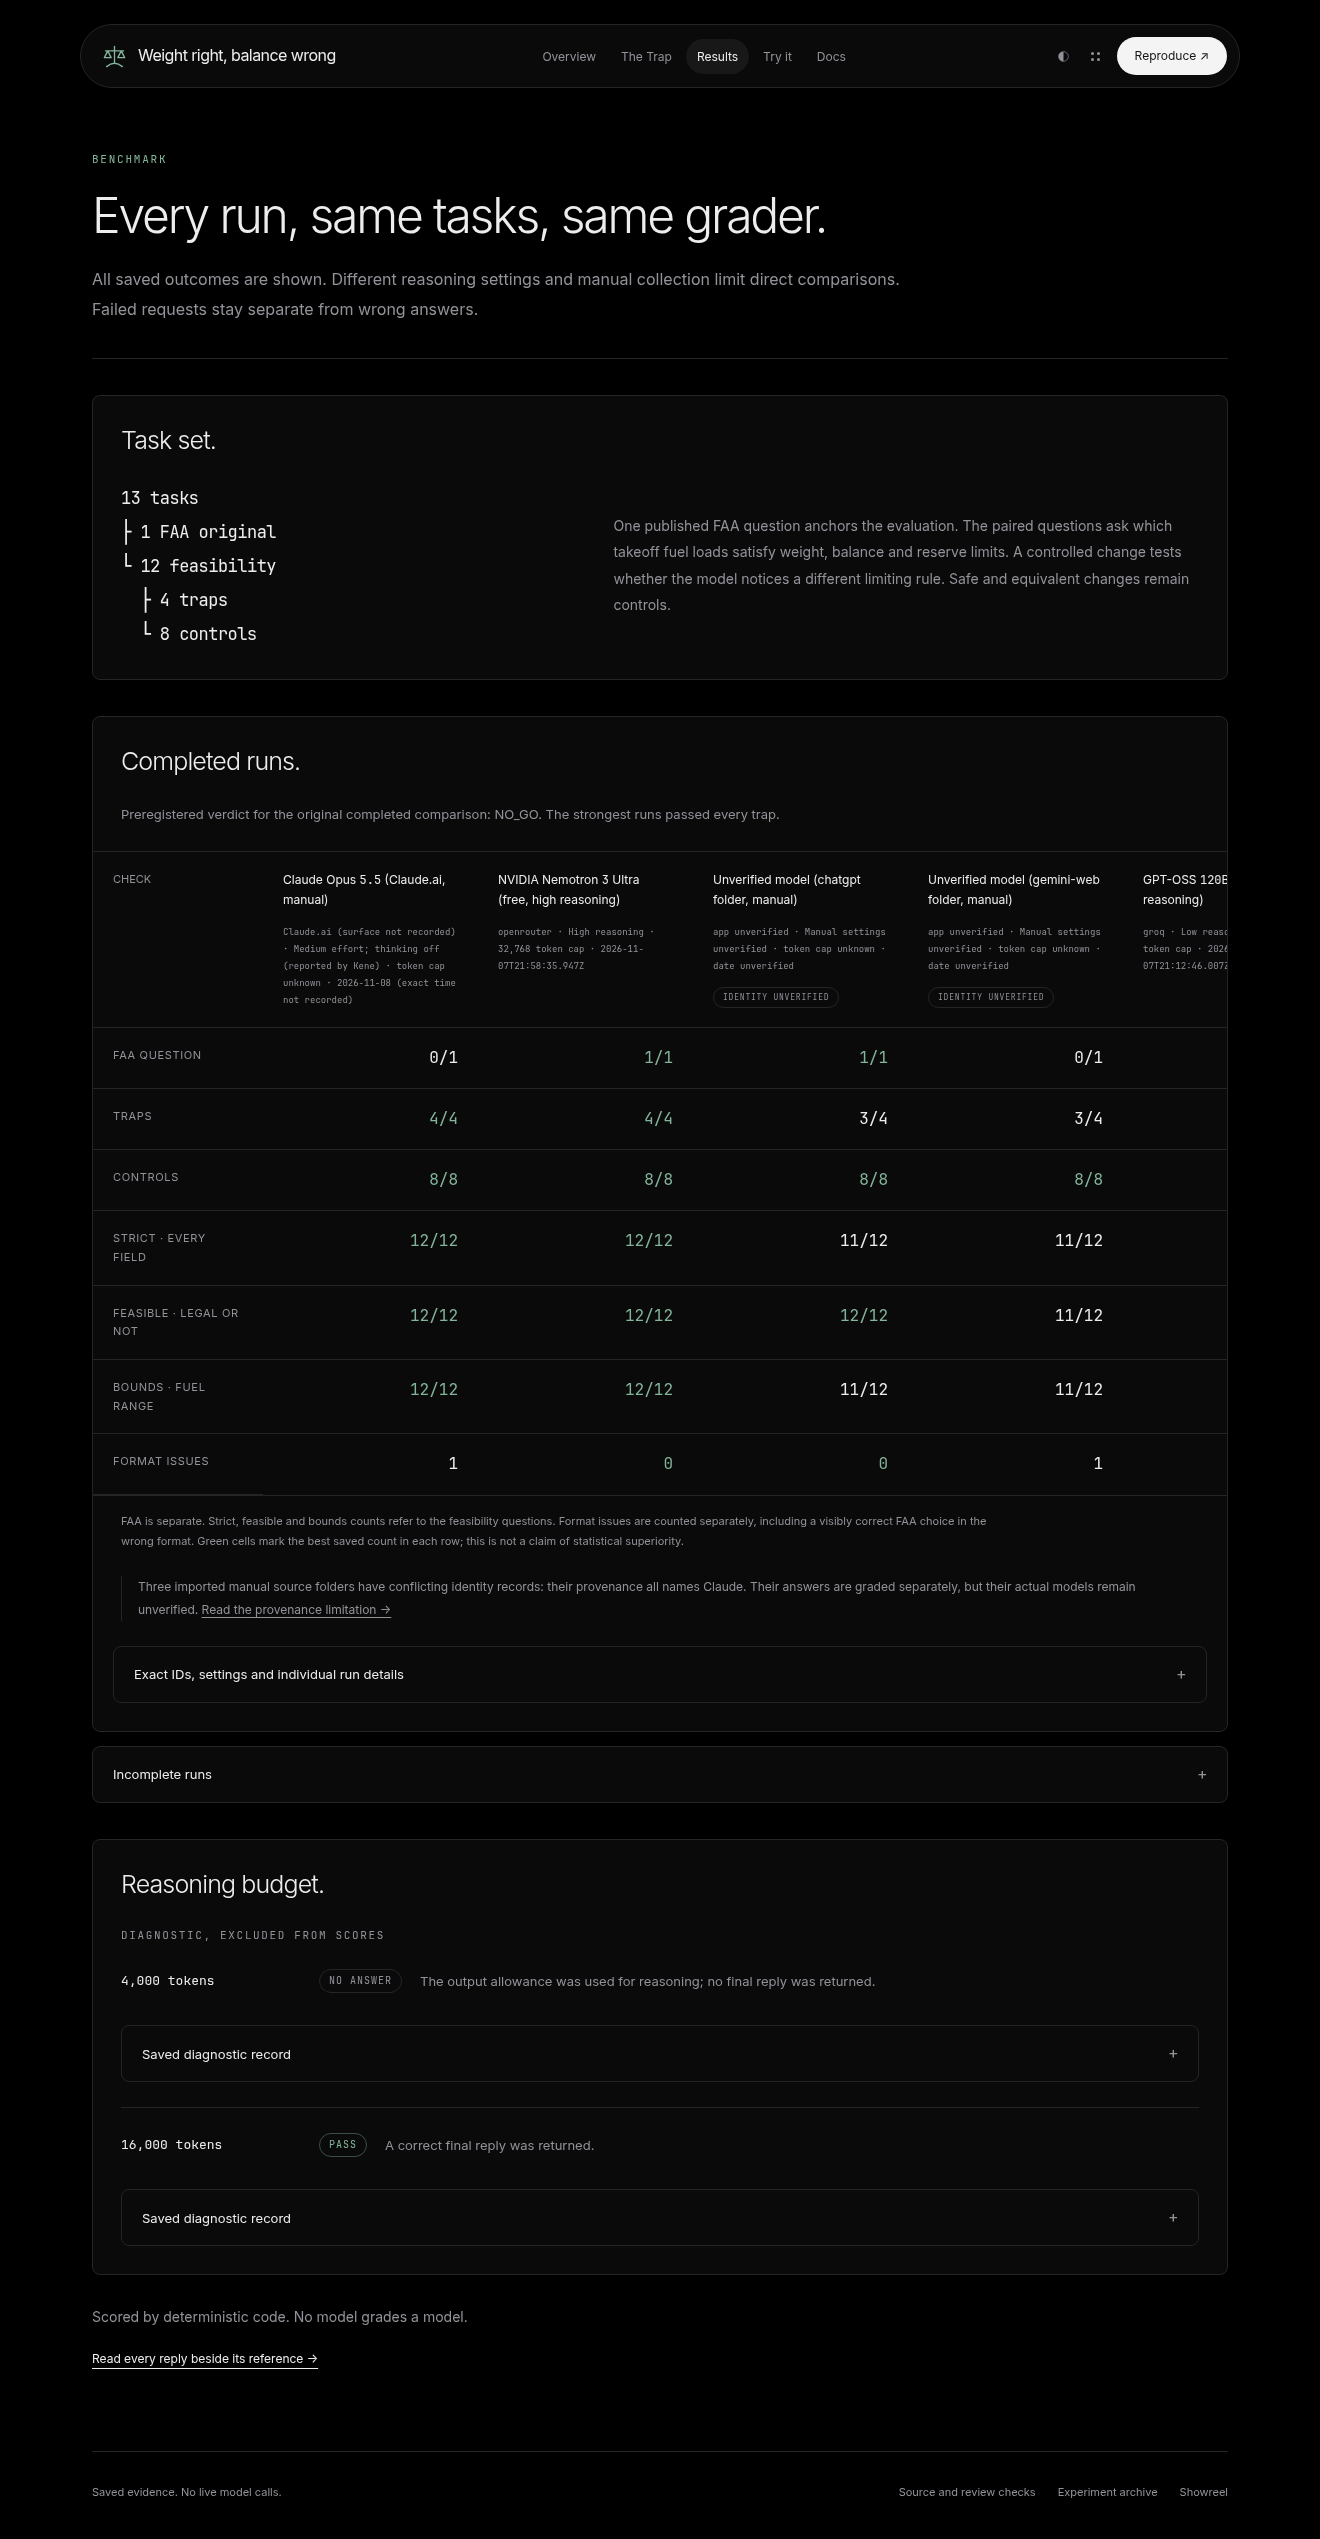 Weight right, balance wrong
Overview
The Trap
Results
Try it
Docs
Reproduce ↗
BENCHMARK
Every run, same tasks, same grader.
All saved outcomes are shown. Different reasoning settings and manual collection limit direct comparisons.
Failed requests stay separate from wrong answers.
Task set.
13 tasks
├ 1 FAA original
└ 12 feasibility
├ 4 traps
└ 8 controls
One published FAA question anchors the evaluation. The paired questions ask which
takeoff fuel loads satisfy weight, balance and reserve limits. A controlled change tests
whether the model notices a different limiting rule. Safe and equivalent changes remain
controls.
Completed runs.
Preregistered verdict for the original completed comparison: NO_GO. The strongest runs passed every trap.
CHECK
Claude Opus 5.5 (Claude.ai,
manual)
Claude.ai (surface not recorded)
· Medium effort; thinking off
(reported by Kene) · token cap
unknown · 2026-11-08 (exact time
not recorded)
NVIDIA Nemotron 3 Ultra
(free, high reasoning)
openrouter · High reasoning ·
32,768 token cap · 2026-11-
07T21:58:35.947Z
Unverified model (chatgpt
folder, manual)
app unverified · Manual settings
unverified · token cap unknown ·
date unverified
IDENTITY UNVERIFIED
Unverified model (gemini-web
folder, manual)
app unverified · Manual settings
unverified · token cap unknown ·
date unverified
IDENTITY UNVERIFIED
GPT-OSS 120B
reasoning)
groq · Low reaso
token cap · 2026
07T21:12:46.007Z
FAA QUESTION 0/1 1/1 1/1 0/1
TRAPS 4/4 4/4 3/4 3/4
CONTROLS 8/8 8/8 8/8 8/8
STRICT · EVERY
FIELD
12/12 12/12 11/12 11/12
FEASIBLE · LEGAL OR
NOT
12/12 12/12 12/12 11/12
BOUNDS · FUEL
RANGE
12/12 12/12 11/12 11/12
FORMAT ISSUES 1 0 0 1
FAA is separate. Strict, feasible and bounds counts refer to the feasibility questions. Format issues are counted separately, including a visibly correct FAA choice in the
wrong format. Green cells mark the best saved count in each row; this is not a claim of statistical superiority.
Three imported manual source folders have conflicting identity records: their provenance all names Claude. Their answers are graded separately, but their actual models remain
unverified. Read the provenance limitation →
Exact IDs, settings and individual run details +
Incomplete runs +
Reasoning budget.
DIAGNOSTIC, EXCLUDED FROM SCORES
4,000 tokens NO ANSWER The output allowance was used for reasoning; no final reply was returned.
Saved diagnostic record +
16,000 tokens PASS A correct final reply was returned.
Saved diagnostic record +
Scored by deterministic code. No model grades a model.
Read every reply beside its reference →
Saved evidence. No live model calls.
Source and review checks
Experiment archive
Showreel